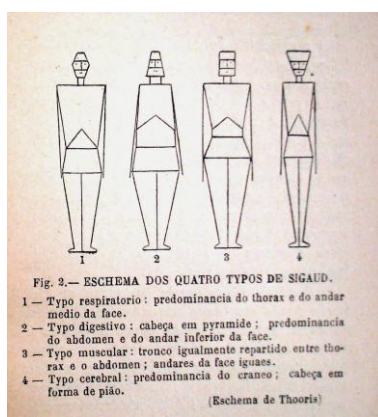 1 2 3 4
Fig. 2.— ESCHEMA DOS QUATRO TYPOS DE SIGAUD.
1 — Typo respiratorio : predominancia do thorax e do andar
medio da face.
2 — Typo digestivo : cabeça em pyramide ; predominancia
do abdomen e do andar inferior da face.
3 — Typo muscular : tronco igualmente repartido entre tho-
rax e o abdomen ; andares da face iguaes.
4 — Typo cerebral : predominancia do craneo ; cabeça em
forma de pião.
(Eschema de Thooris)